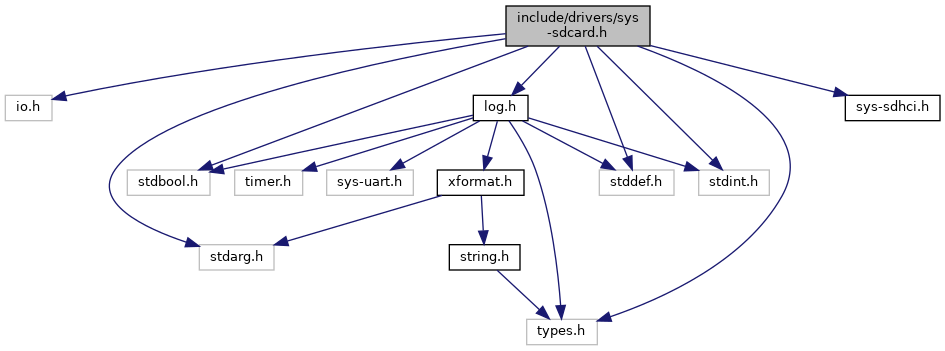 include/drivers/sys
-sdcard.h
io.h
log.h
sys-sdhci.h
stdbool.h
timer.h
sys-uart.h
xformat.h
stddef.h
stdint.h
stdarg.h
string.h
types.h